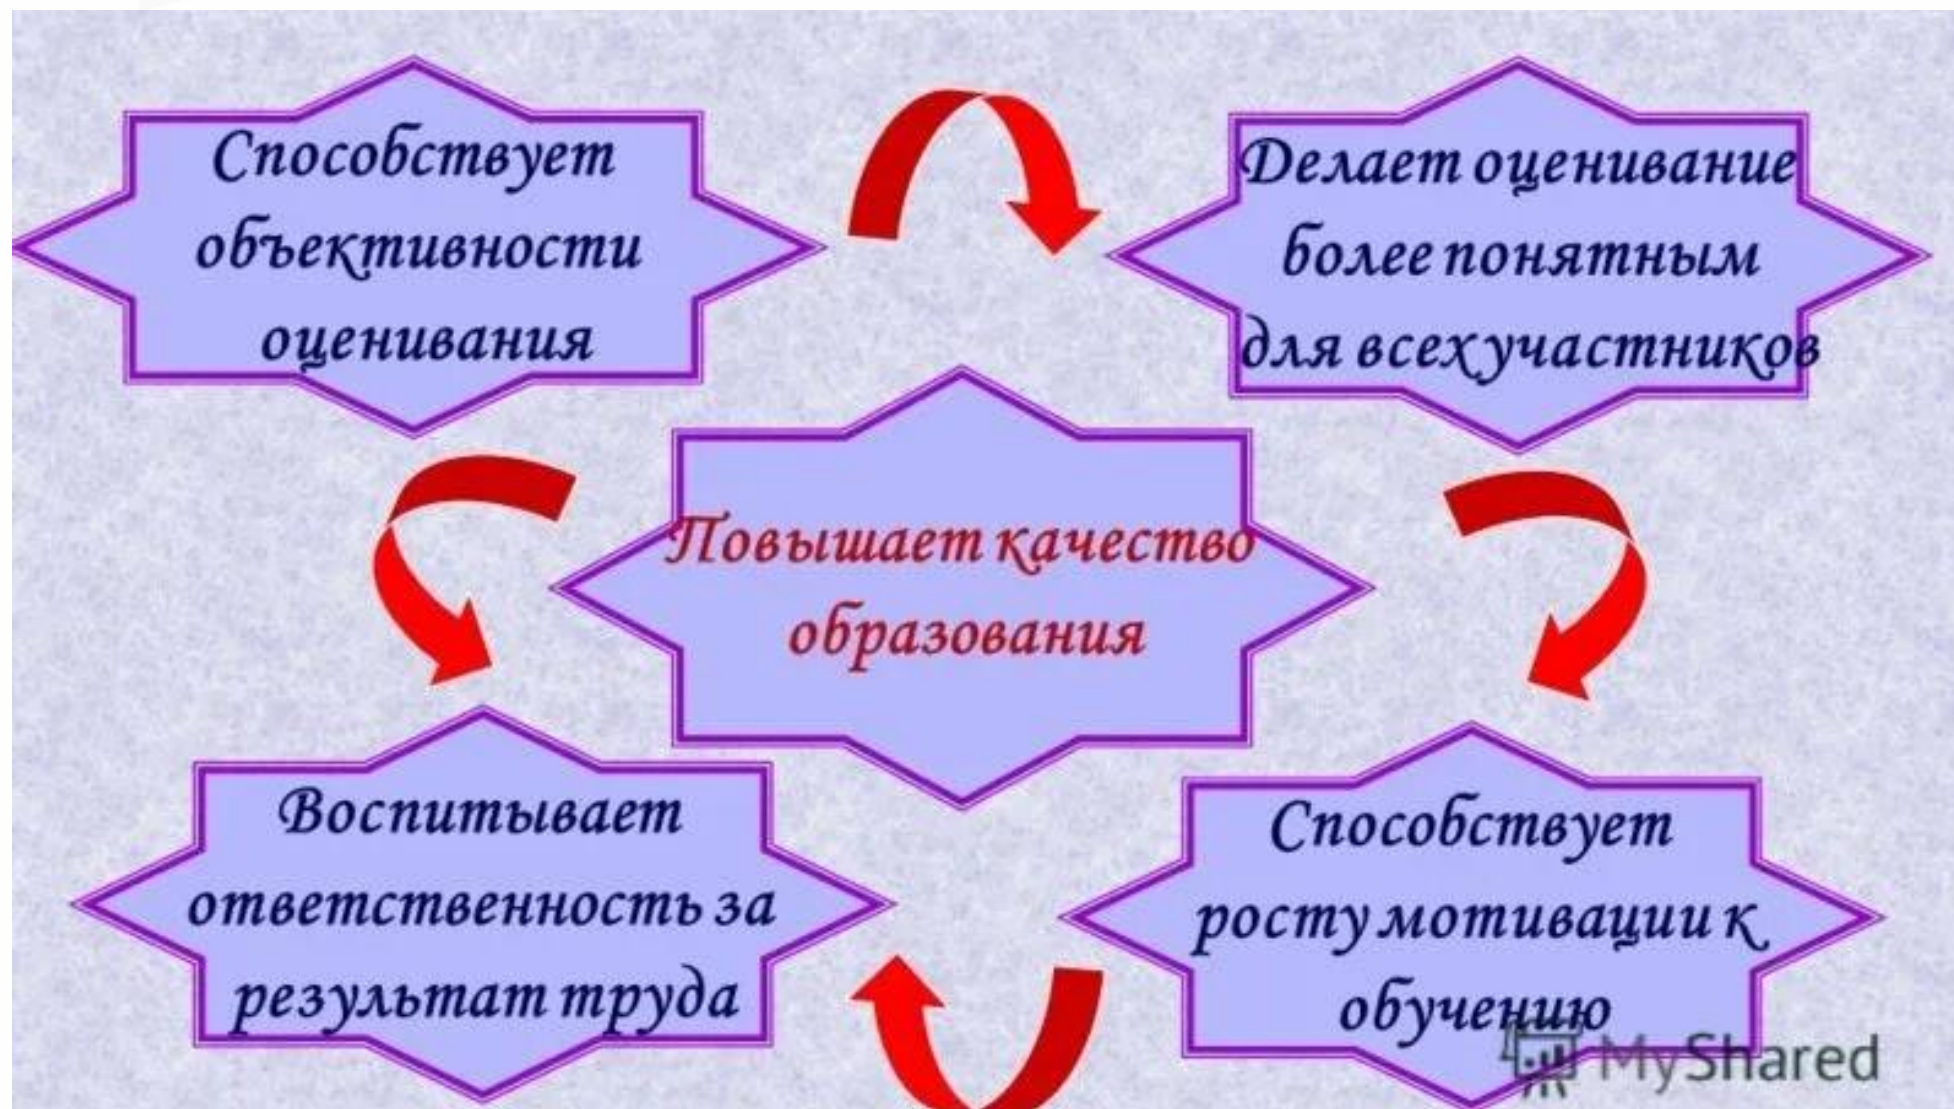 Способствует
объективности
оценивания
Делает оценивание
более понятным
для всех участников
Повышает качество
образования
Воспитывает
ответственность за
результат труда
Способствует
росту мотивации к
обучению
MyShared